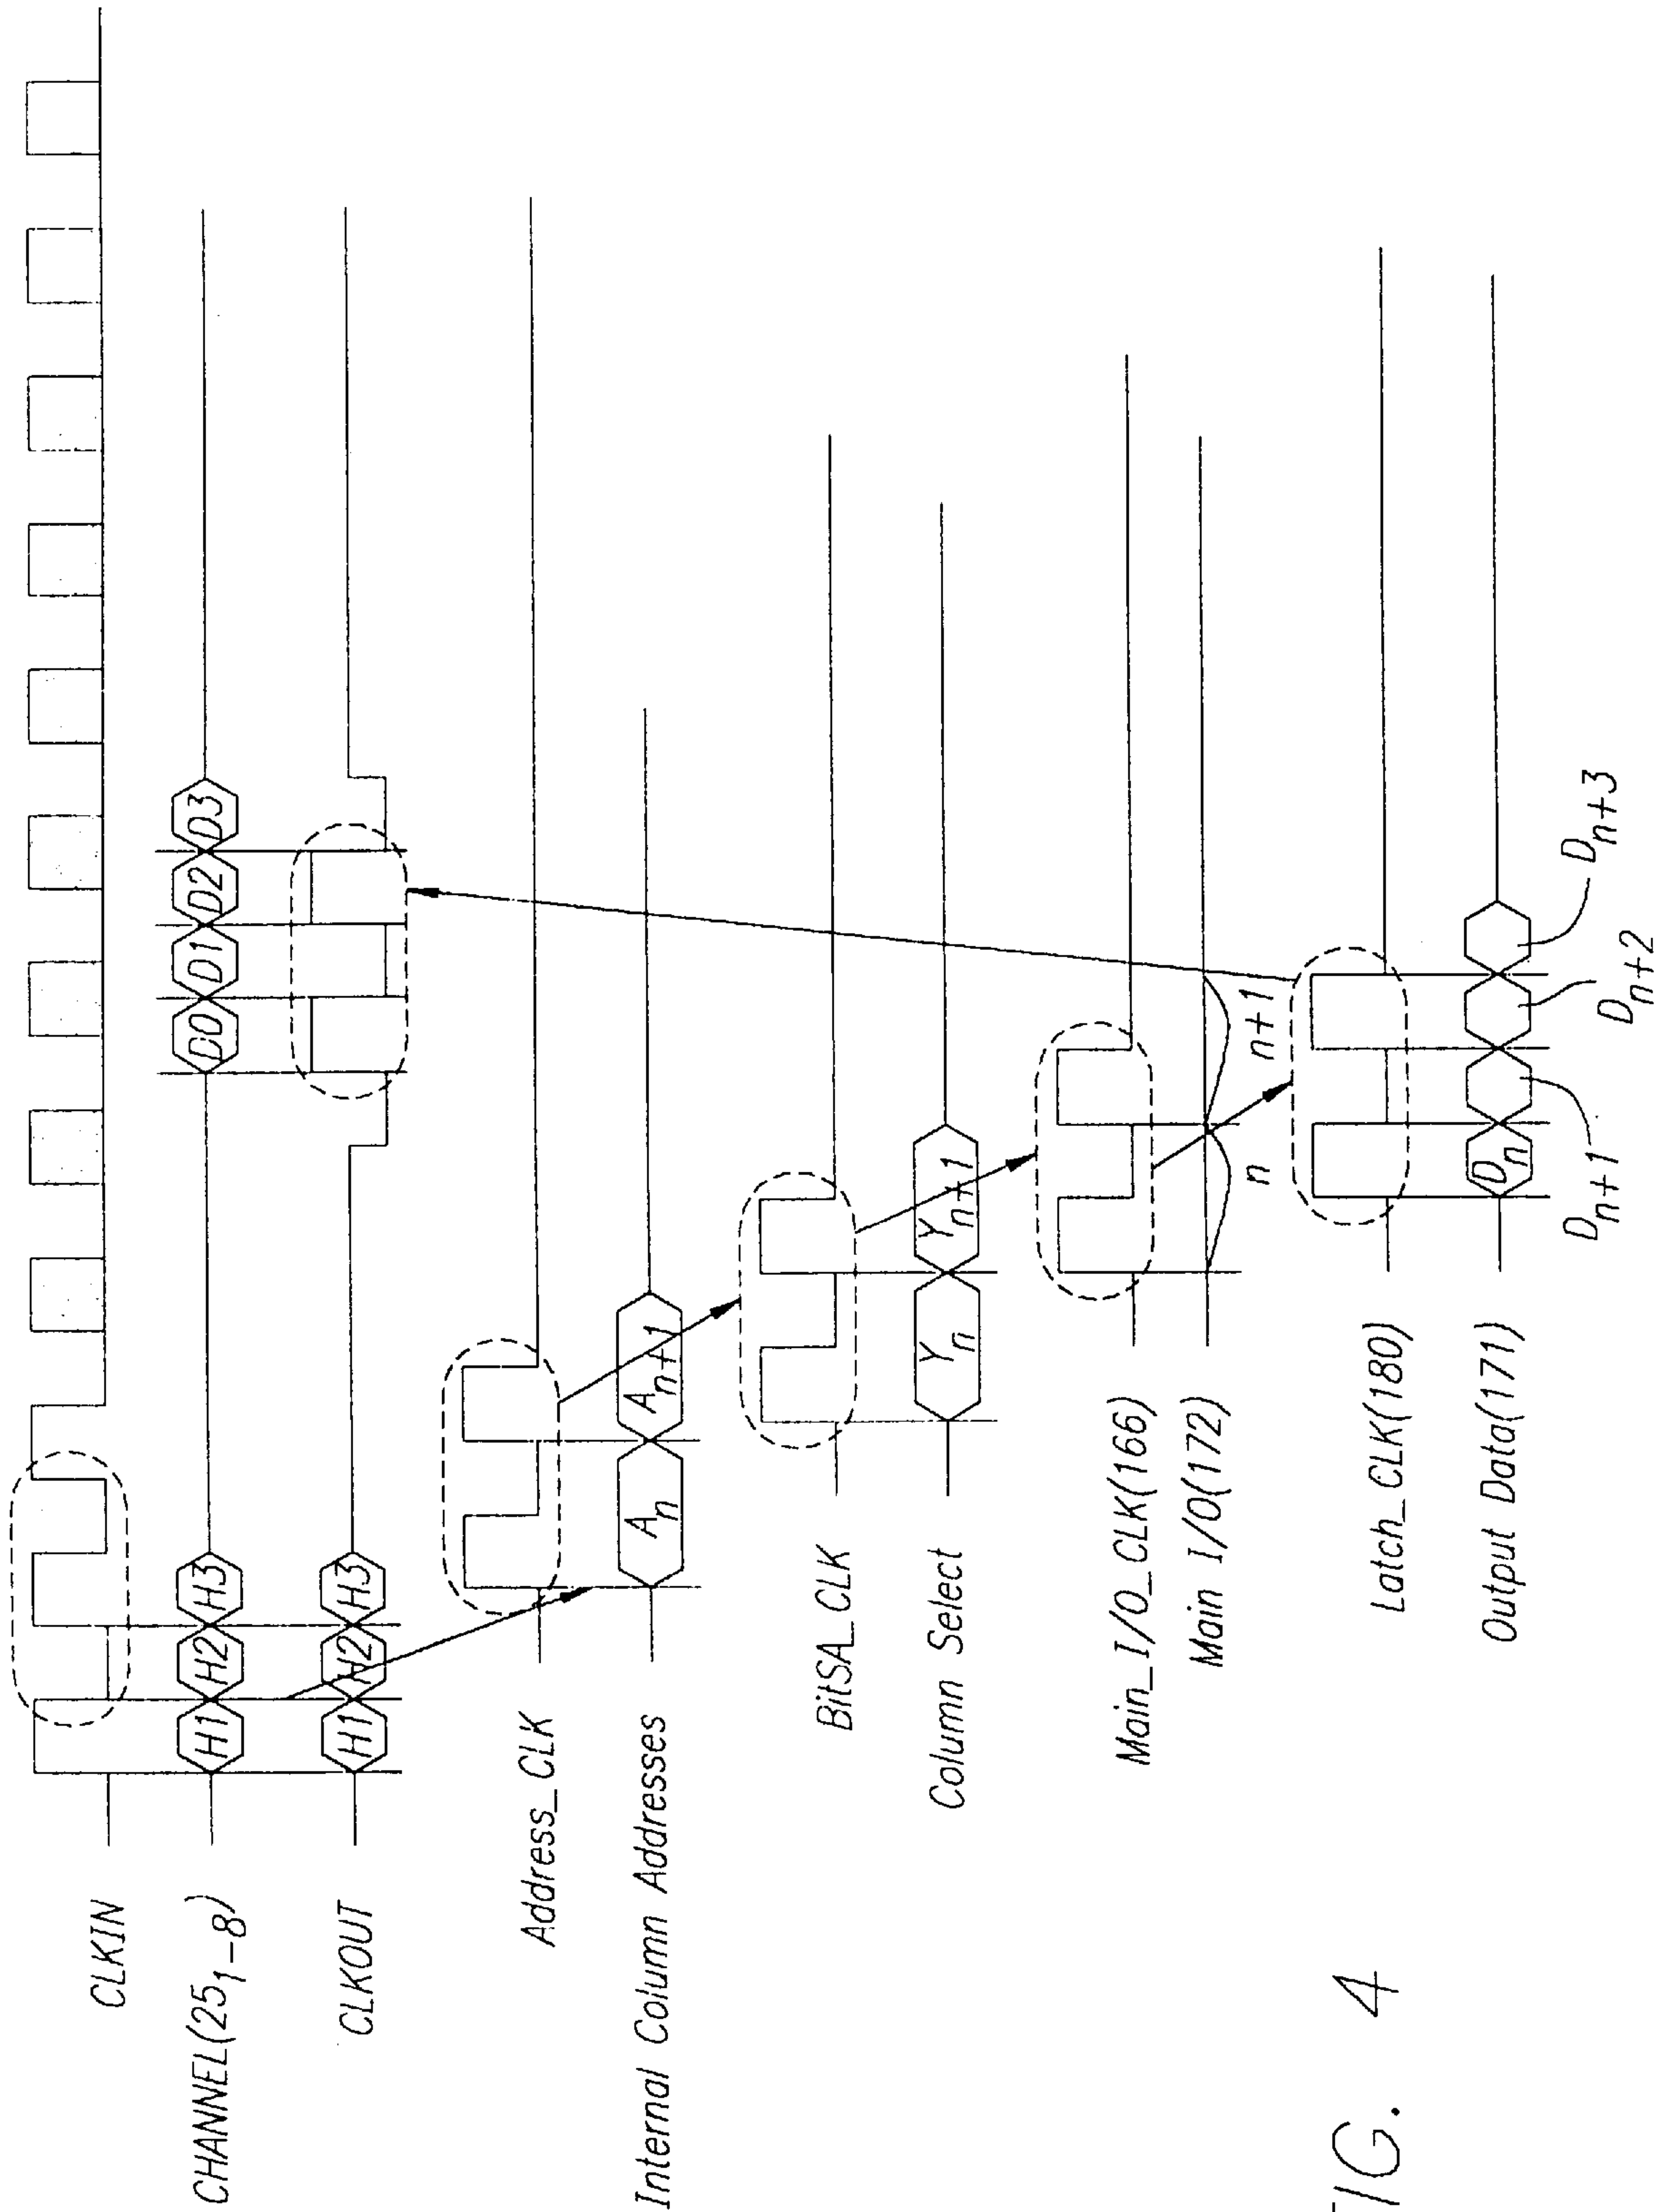 CLKIN
CHANNEL(25₁₋₈) H1 H2 H3 D0 D1 D2 D3
CLKOUT H1 H2 H3
Address_CLK
Internal Column Addresses Aₙ Aₙ₊₁
BitSA_CLK
Column Select Yₙ Yₙ₊₁
Main_I/O_CLK(166)
Main I/O(172) n n+1
Latch_CLK(180)
Output Data(171) Dₙ
Dₙ₊₁ Dₙ₊₂ Dₙ₊₃
FIG. 4